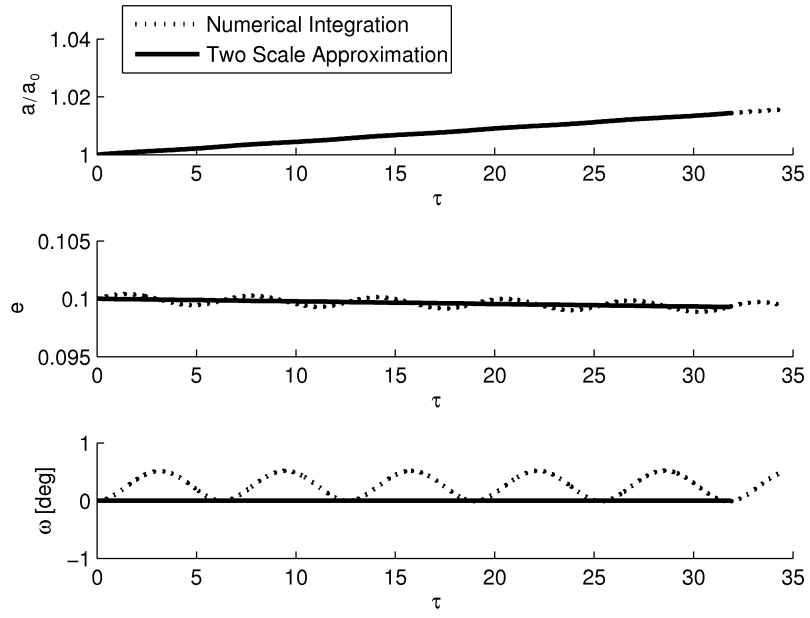 Numerical Integration
Two Scale Approximation
1.04
1.02
1
a/a0
0 5 10 15 20 25 30 35
τ
0.105
0.1
0.095
e
0 5 10 15 20 25 30 35
τ
1
0
−1
ω [deg]
0 5 10 15 20 25 30 35
τ